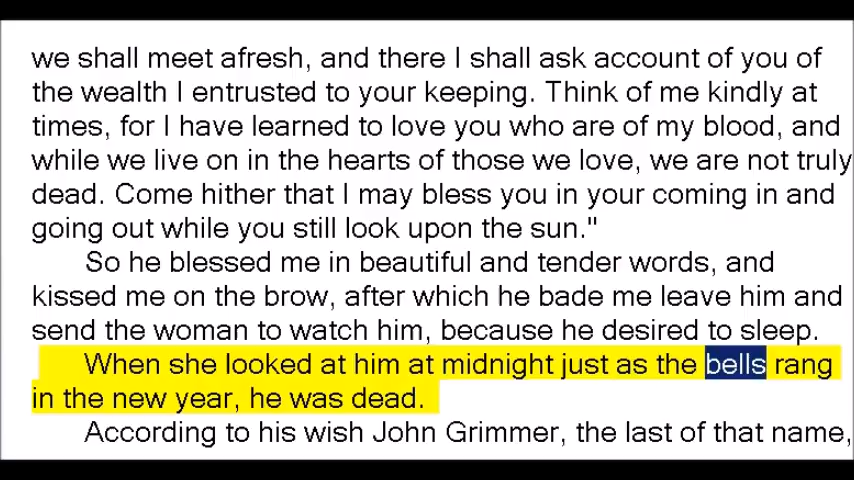 we shall meet afresh, and there I shall ask account of you of
the wealth I entrusted to your keeping. Think of me kindly at
times, for I have learned to love you who are of my blood, and
while we live on in the hearts of those we love, we are not truly
dead. Come hither that I may bless you in your coming in and
going out while you still look upon the sun."
So he blessed me in beautiful and tender words, and
kissed me on the brow, after which he bade me leave him and
send the woman to watch him, because he desired to sleep.
When she looked at him at midnight just as the bells rang
in the new year, he was dead.
According to his wish John Grimmer, the last of that name,